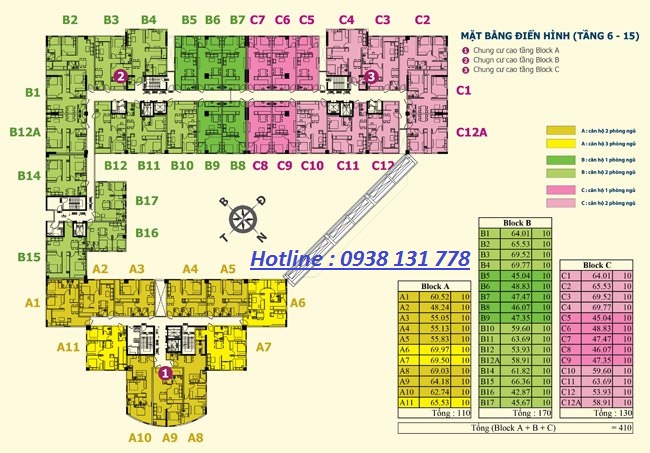 B2 B3 B4 B5 B6 B7 C7 C6 C5 C4 C3 C2
MẶT BẰNG ĐIỂN HÌNH (TẦNG 6 - 15)
1 Chung cư cao tầng Block A
2 Chugn cư cao tầng Block B
3 Chugn cư cao tầng Block C
2
3
B1
C1
B12A
C12A
A : căn hộ 2 phòng ngủ
A : căn hộ 3 phòng ngủ
B : căn hộ 1 phòng ngủ
B : căn hộ 2 phòng ngủ
C : căn hộ 1 phòng ngủ
C : căn hộ 2 phòng ngủ
B12 B11 B10 B9 B8 C8 C9 C10 C11 C12
B14
B17
B16
B15
B Đ
T N
Hotline : 0938 131 778
A2 A3 A4 A5
A1
A6
A11
A7
1
A10 A9 A8
Block A
A1 60.52 10
A2 48.24 10
A3 55.05 10
A4 55.13 10
A5 55.83 10
A6 69.97 10
A7 69.50 10
A8 69.03 10
A9 64.18 10
A10 62.74 10
A11 65.53 10
Tổng : 110
Block B
B1 64.01 10
B2 65.53 10
B3 69.52 10
B4 69.77 10
B5 45.04 10
B6 48.83 10
B7 47.47 10
B8 46.07 10
B9 47.35 10
B10 59.60 10
B11 63.69 10
B12 53.93 10
B12A 58.91 10
B14 61.82 10
B15 66.36 10
B16 42.87 10
B17 45.67 10
Tổng : 170
Block C
C1 64.01 10
C2 65.53 10
C3 69.52 10
C4 69.77 10
C5 45.04 10
C6 48.83 10
C7 47.47 10
C8 46.07 10
C9 47.35 10
C10 59.60 10
C11 63.69 10
C12 53.93 10
C12A 58.91 10
Tổng : 130
Tổng (Block A + B + C) = 410